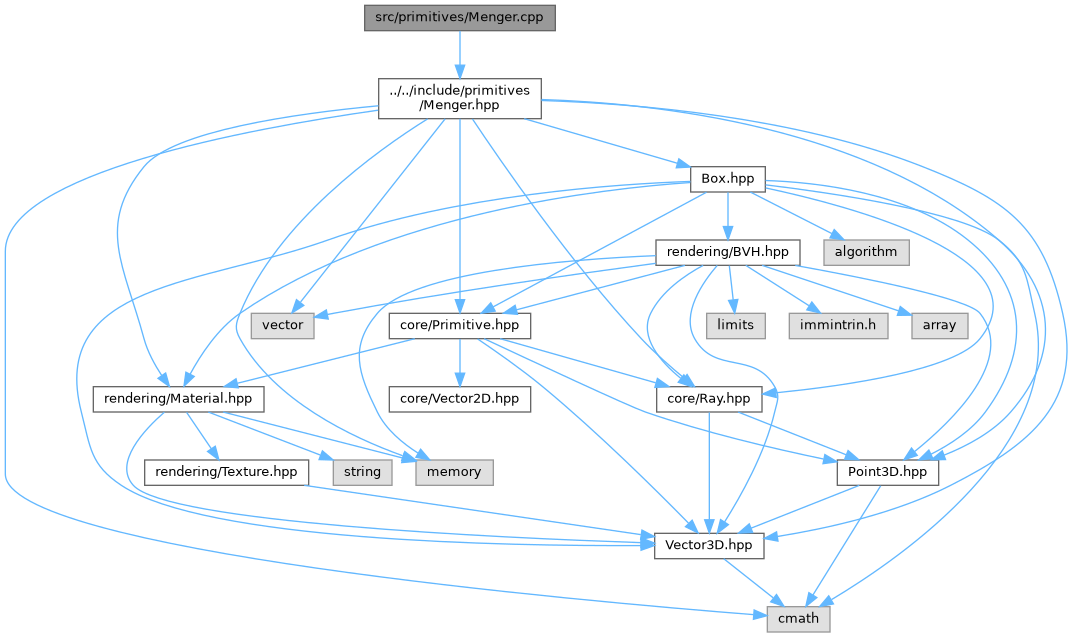 src/primitives/Menger.cpp
../../include/primitives
/Menger.hpp
Box.hpp
rendering/BVH.hpp
algorithm
vector
core/Primitive.hpp
limits
immintrin.h
array
rendering/Material.hpp
core/Vector2D.hpp
core/Ray.hpp
rendering/Texture.hpp
string
memory
Point3D.hpp
Vector3D.hpp
cmath